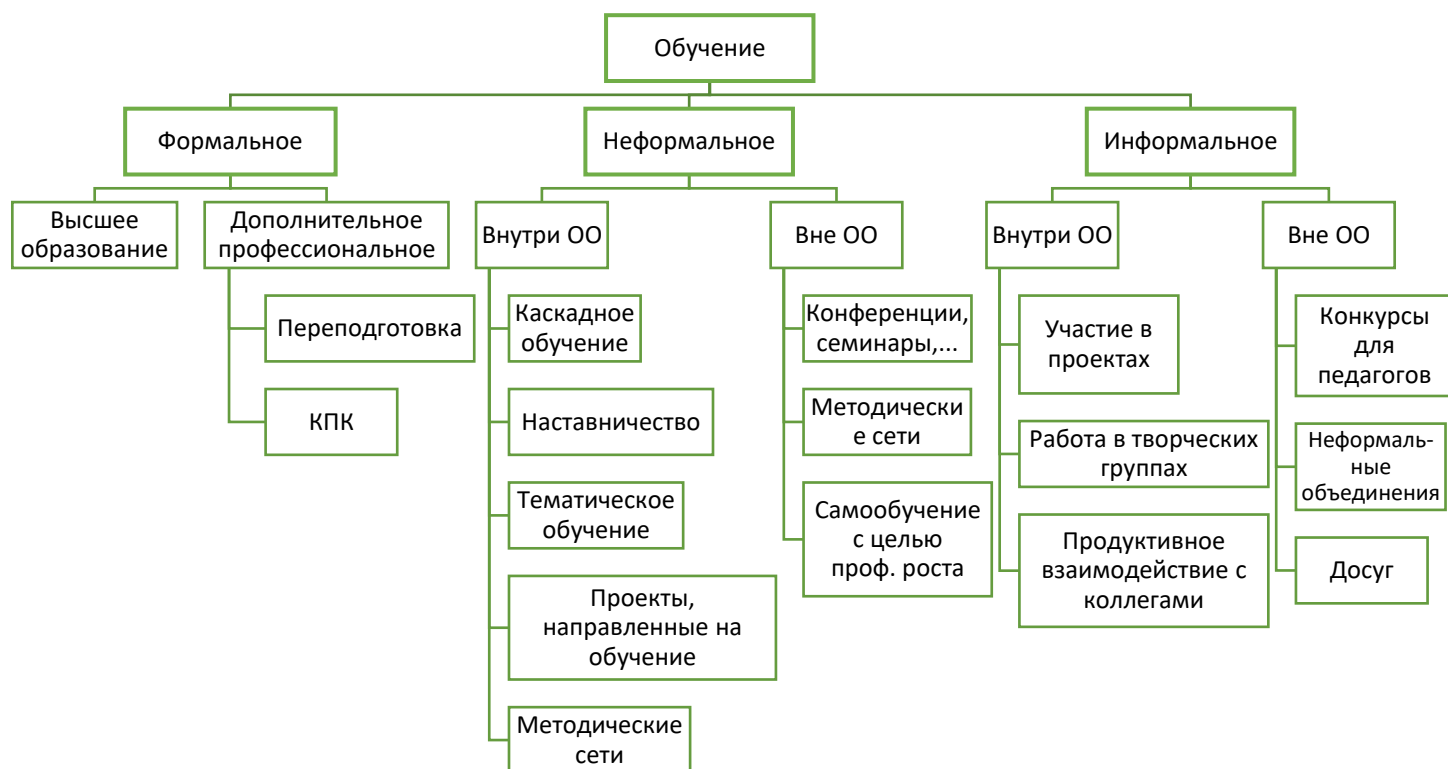 Обучение
Формальное
Неформальное
Информальное
Высшее
образование
Дополнительное
профессиональное
Внутри ОО
Вне ОО
Внутри ОО
Вне ОО
Переподготовка
КПК
Каскадное
обучение
Наставничество
Тематическое
обучение
Проекты,
направленные на
обучение
Методические
сети
Конференции,
семинары,...
Методически
е сети
Самообучение
с целью
проф. роста
Участие в
проектах
Работа в творческих
группах
Продуктивное
взаимодействие с
коллегами
Конкурсы
для
педагогов
Неформаль-
ные
объединения
Досуг